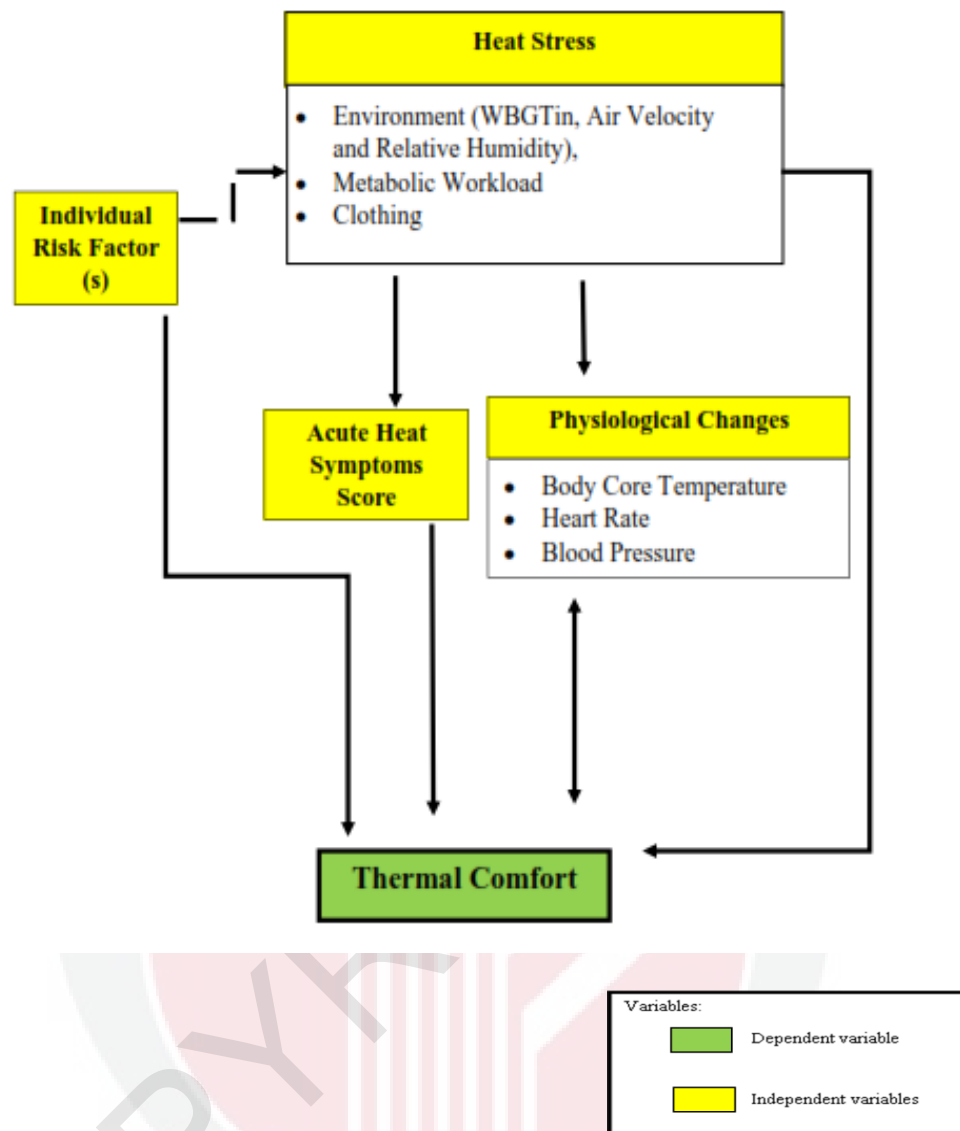 Heat Stress
• Environment (WBGTin, Air Velocity
and Relative Humidity),
• Metabolic Workload
• Clothing
Individual
Risk Factor
(s)
Acute Heat
Symptoms
Score
Physiological Changes
• Body Core Temperature
• Heart Rate
• Blood Pressure
Thermal Comfort
PYR
Variables:
Dependent variable
Independent variables